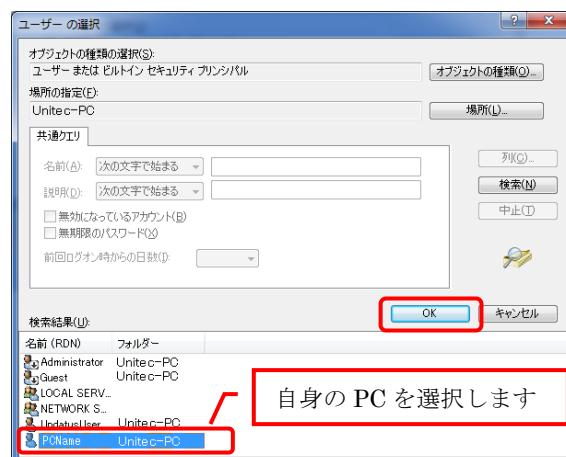 ユーザー の選択
オブジェクトの種類の選択(S):
ユーザー または ビルトイン セキュリティ プリンシパル
オブジェクトの種類(O)...
場所の指定(F):
Unitec-PC
場所(L)...
共通クエリ
名前(A):
次の文字で始まる
列(C)...
説明(D):
次の文字で始まる
検索(N)
無効になっているアカウント(B)
中止(T)
無期限のパスワード(X)
前回ログオン時からの日数(I):
OK
キャンセル
検索結果(U):
名前 (RDN) フォルダー
Administrator Unitec-PC
Guest Unitec-PC
LOCAL SERV...
NETWORK S...
UpdatusUser Unitec-PC
PCName Unitec-PC
自身の PC を選択します